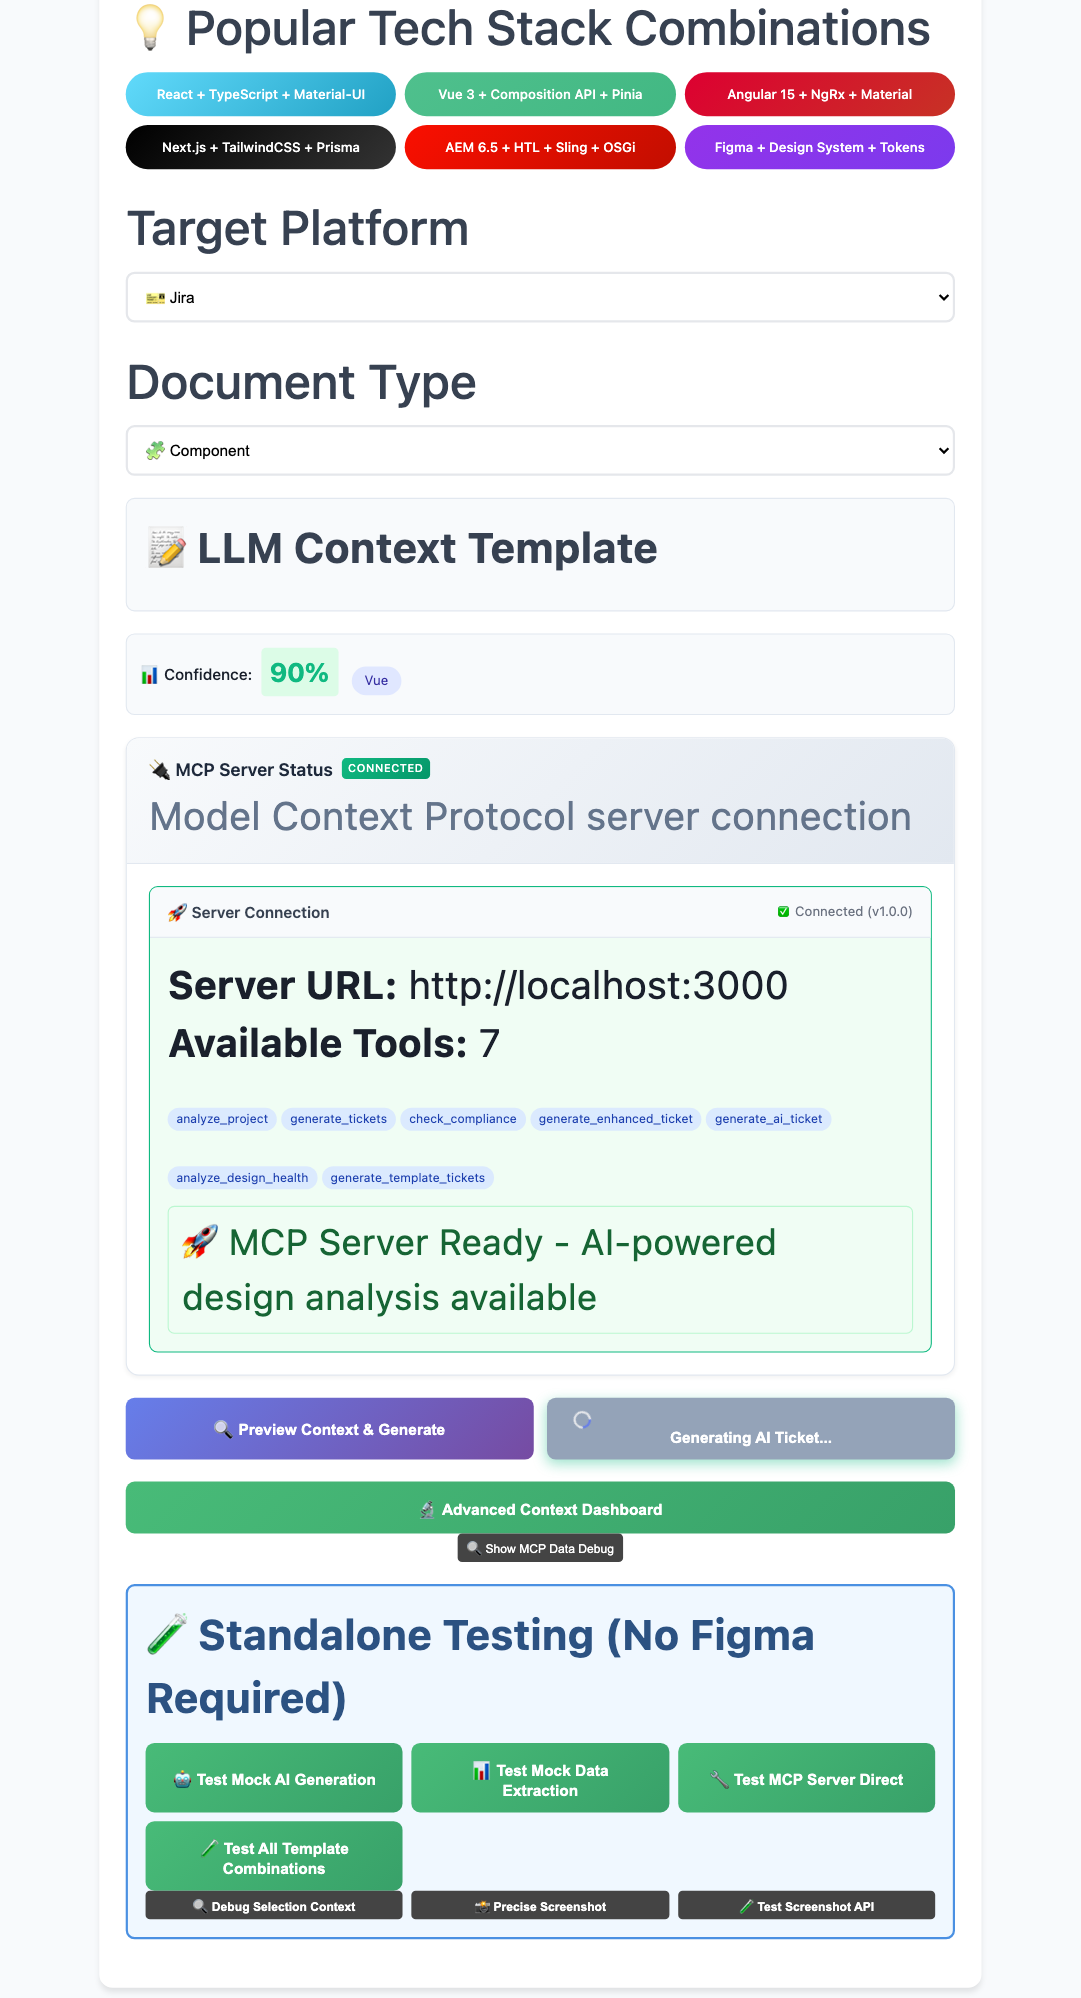 💡 Popular Tech Stack Combinations
React + TypeScript + Material-UI
Vue 3 + Composition API + Pinia
Angular 15 + NgRx + Material
Next.js + TailwindCSS + Prisma
AEM 6.5 + HTL + Sling + OSGi
Figma + Design System + Tokens
Target Platform
🎫 Jira
Document Type
🧩 Component
📝 LLM Context Template
📊 Confidence: 90% Vue
🔌 MCP Server Status CONNECTED
Model Context Protocol server connection
🚀 Server Connection
✅ Connected (v1.0.0)
Server URL: http://localhost:3000
Available Tools: 7
analyze_project generate_tickets check_compliance generate_enhanced_ticket generate_ai_ticket
analyze_design_health generate_template_tickets
🚀 MCP Server Ready - AI-powered
design analysis available
🔍 Preview Context & Generate
Generating AI Ticket...
🔬 Advanced Context Dashboard
🔍 Show MCP Data Debug
🧪 Standalone Testing (No Figma
Required)
🤖 Test Mock AI Generation
📊 Test Mock Data
Extraction
🔧 Test MCP Server Direct
🧪 Test All Template
Combinations
🔍 Debug Selection Context
📸 Precise Screenshot
🧪 Test Screenshot API